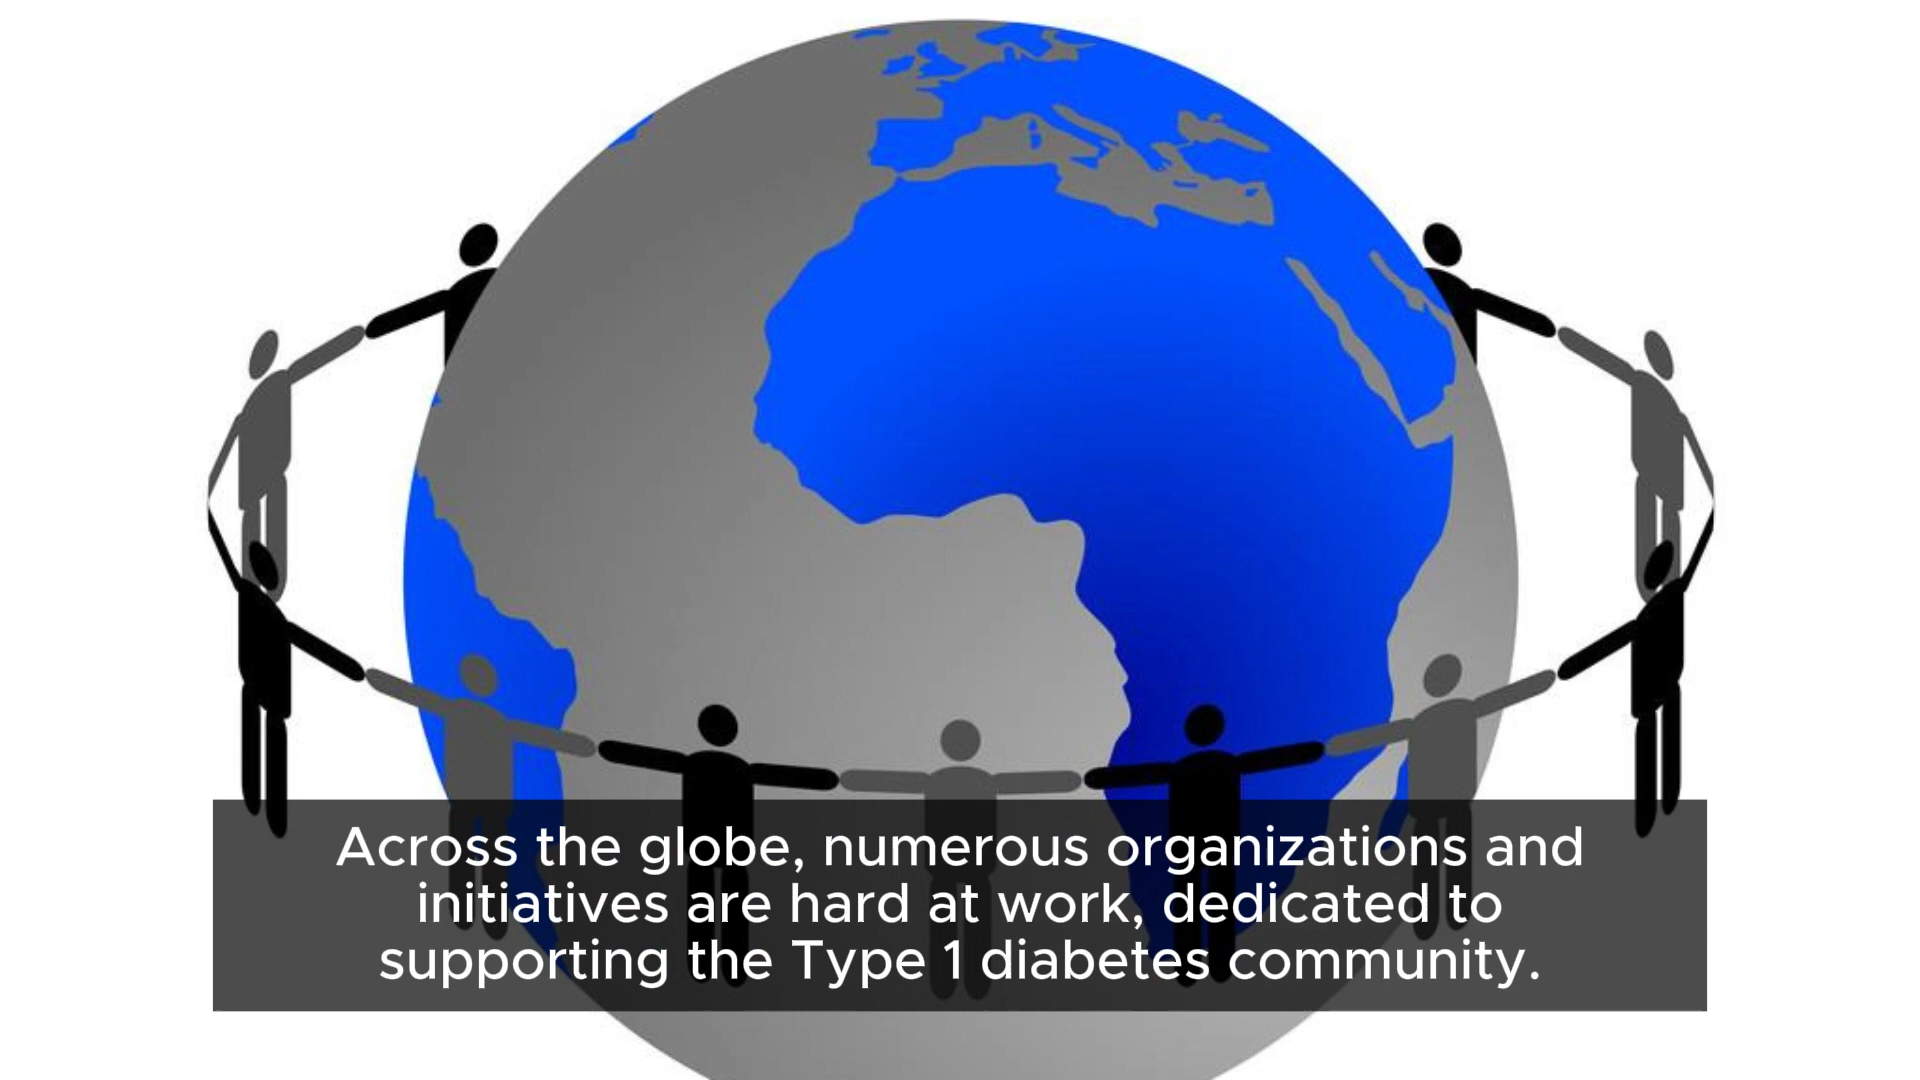 Across the globe, numerous organizations and
initiatives are hard at work, dedicated to
supporting the Type 1 diabetes community.